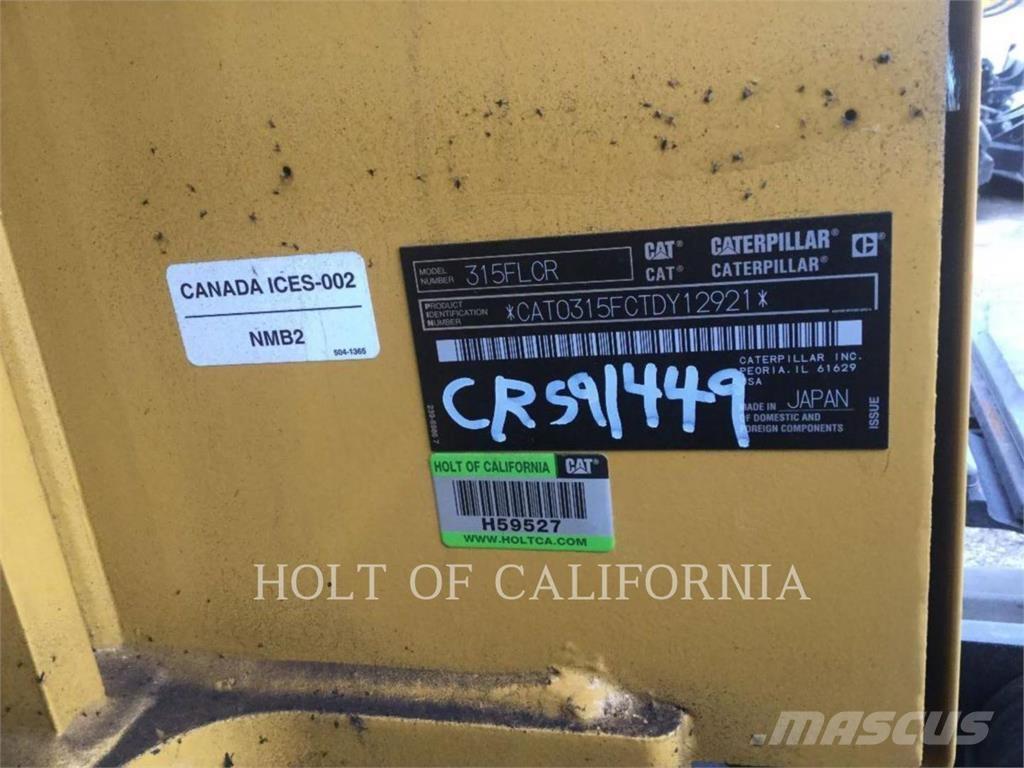 CANADA ICES-002
NMB2
504-1365
MODEL NUMBER 315FLCR
CAT® CATERPILLAR®
CAT® CATERPILLAR®
PRODUCT IDENTIFICATION NUMBER *CAT0315FCTDY12921*
CATERPILLAR INC.
PEORIA.IL 61629
USA
MADE IN JAPAN
OF DOMESTIC AND
FOREIGN COMPONENTS
ISSUE
CRS91449
HOLT OF CALIFORNIA CAT®
H59527
WWW.HOLTCA.COM
HOLT OF CALIFORNIA
MASCUS